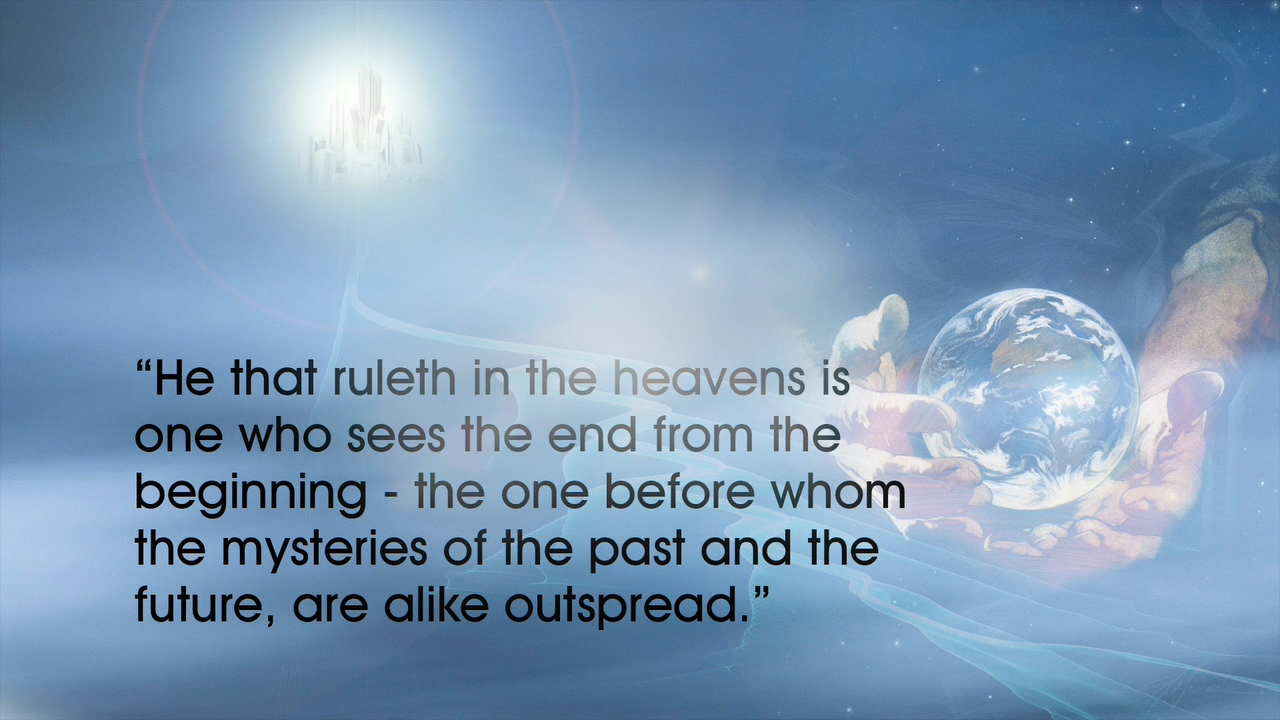 “He that ruleth in the heavens is
one who sees the end from the
beginning - the one before whom
the mysteries of the past and the
future, are alike outspread.”